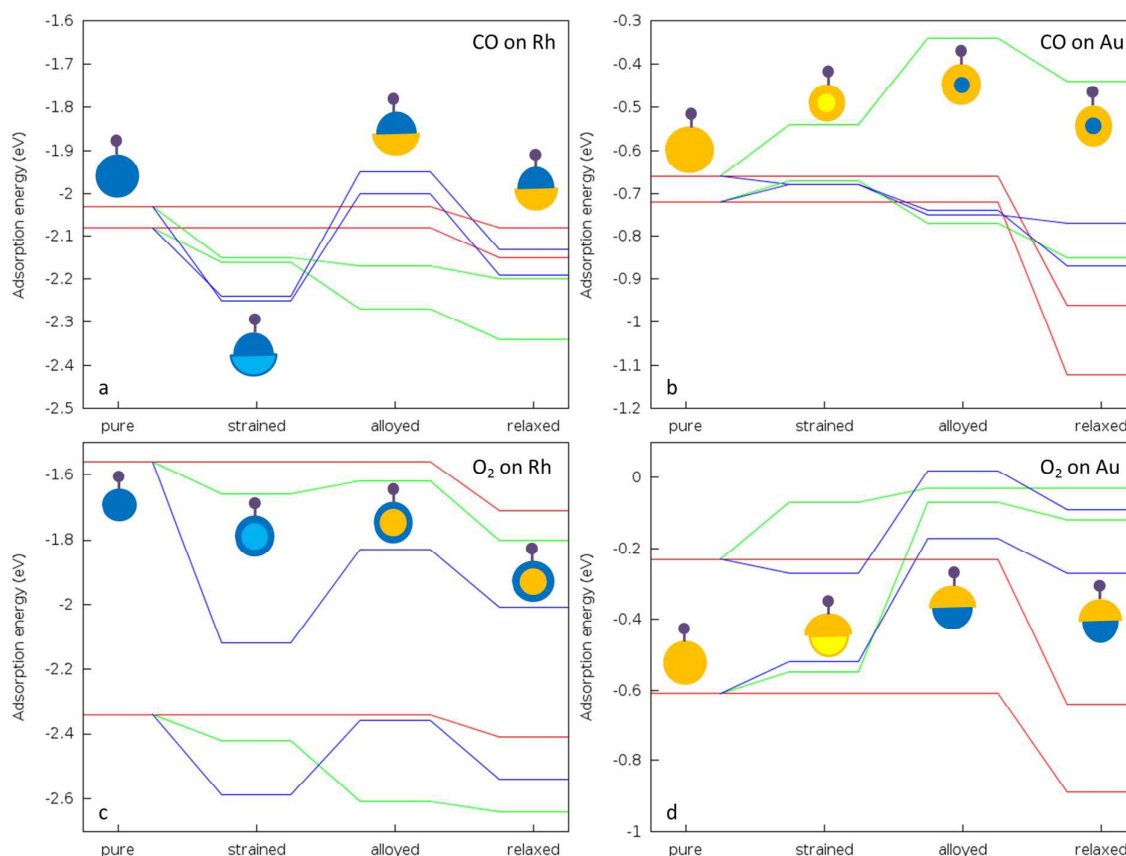 CO on Rh
Adsorption energy (eV)
-1.6
-1.7
-1.8
-1.9
-2
-2.1
-2.2
-2.3
-2.4
-2.5
a
pure strained alloyed relaxed
CO on Au
Adsorption energy (eV)
-0.3
-0.4
-0.5
-0.6
-0.7
-0.8
-0.9
-1
-1.1
-1.2
b
pure strained alloyed relaxed
O₂ on Rh
Adsorption energy (eV)
-1.6
-1.8
-2
-2.2
-2.4
-2.6
c
pure strained alloyed relaxed
O₂ on Au
Adsorption energy (eV)
0
-0.2
-0.4
-0.6
-0.8
-1
d
pure strained alloyed relaxed